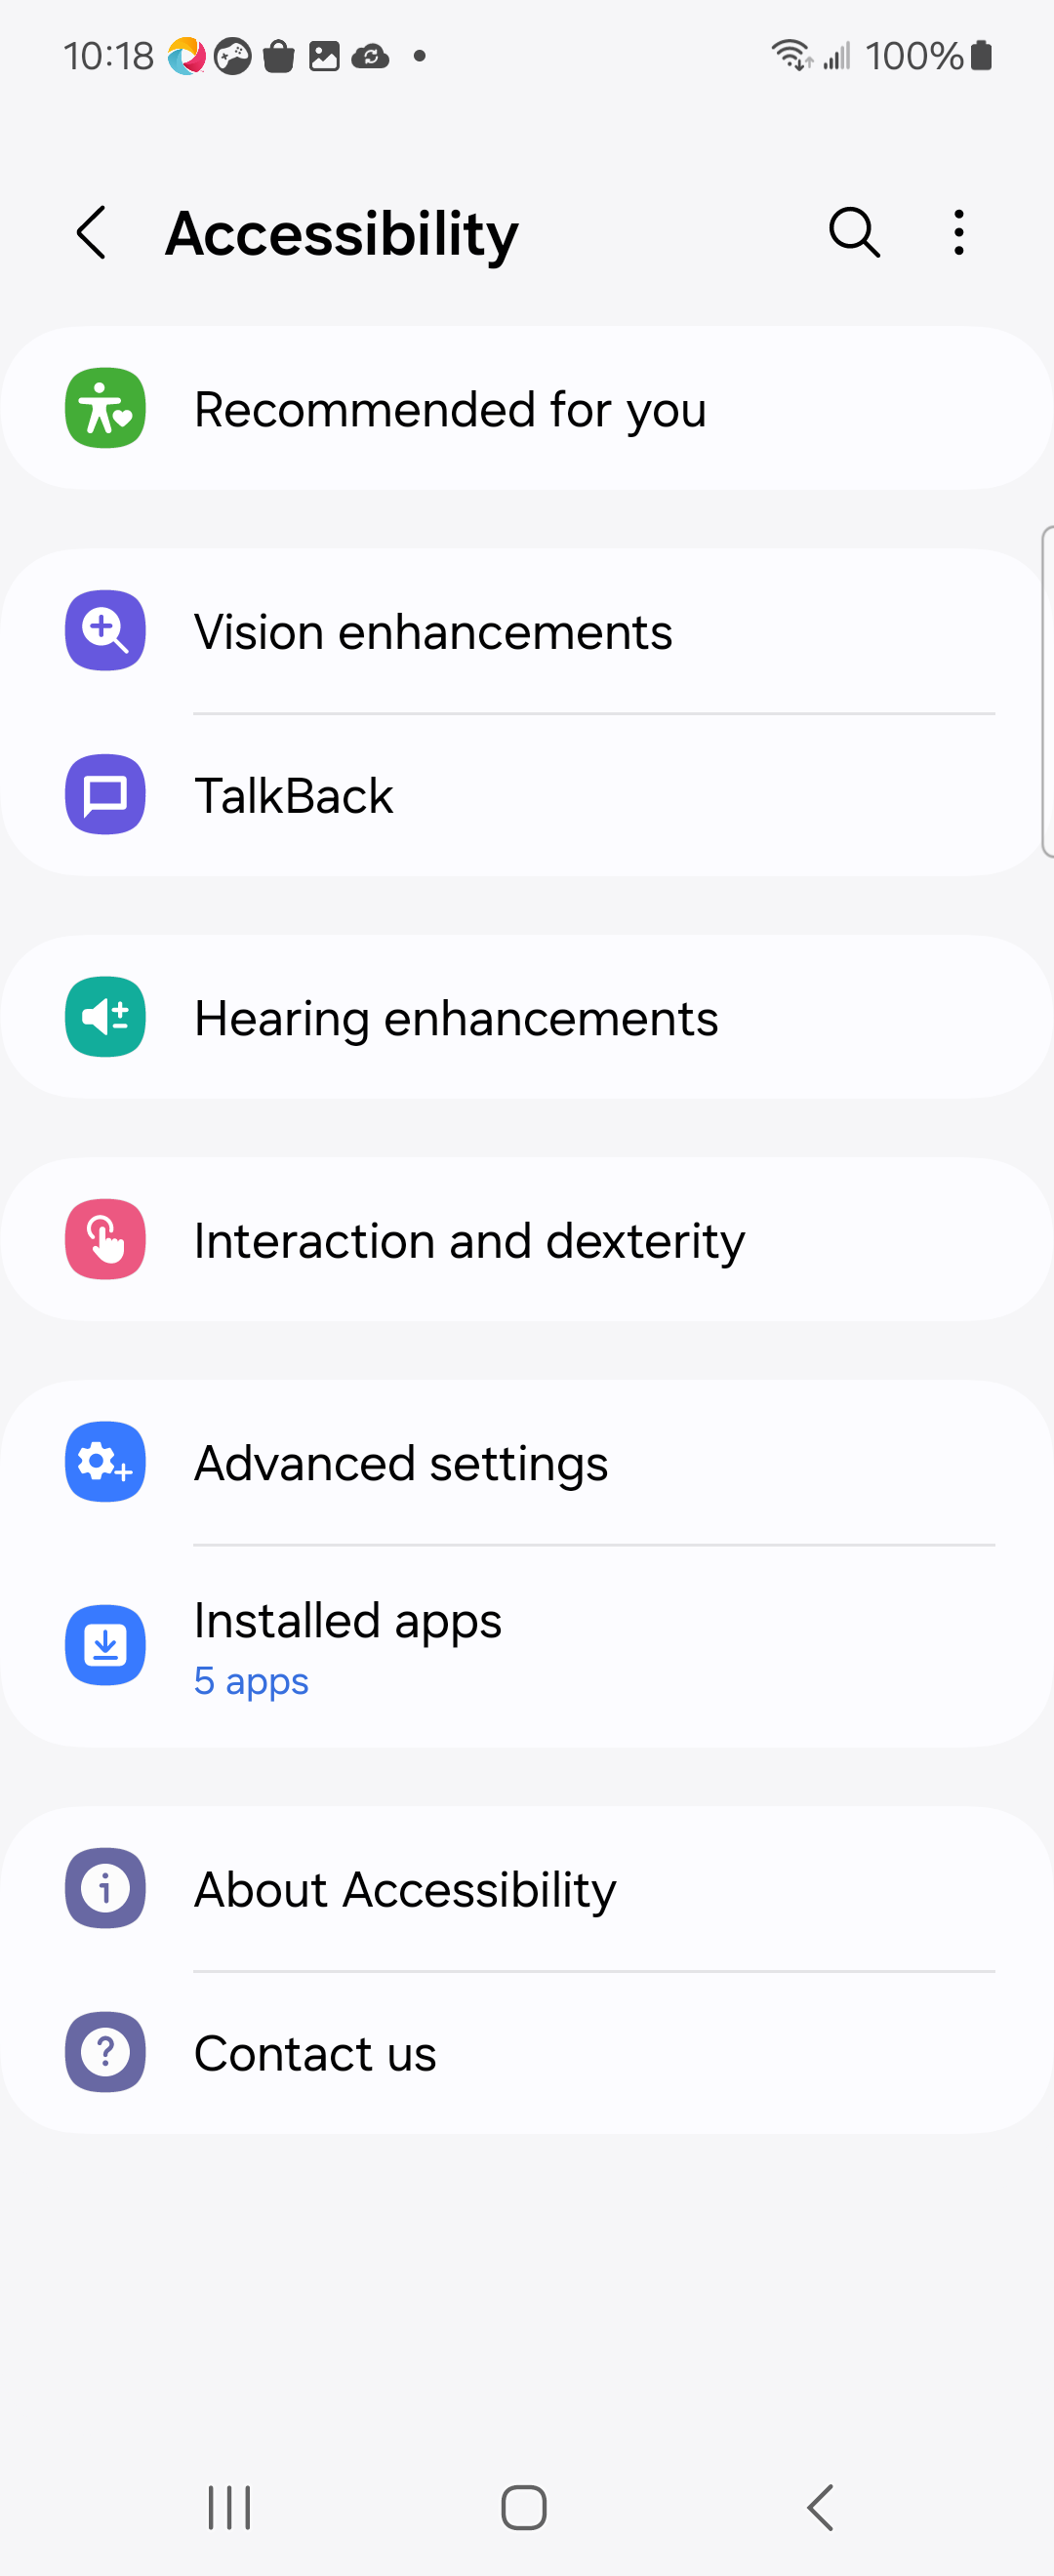 10:18
100%
Accessibility
Recommended for you
Vision enhancements
TalkBack
Hearing enhancements
Interaction and dexterity
Advanced settings
Installed apps
5 apps
About Accessibility
Contact us